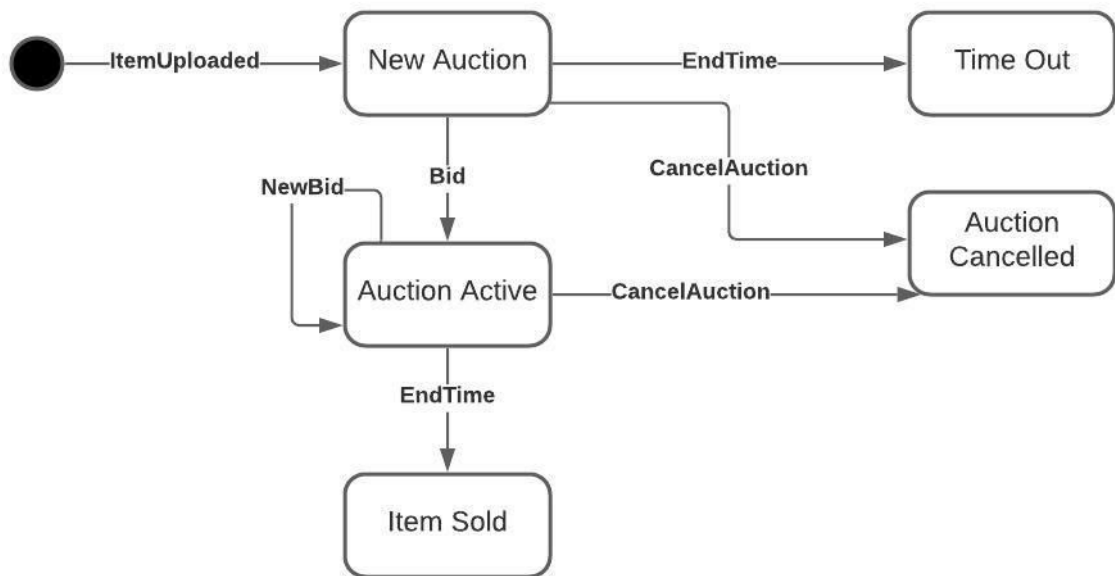 ItemUploaded
New Auction
EndTime
Time Out
CancelAuction
Bid
NewBid
Auction
Cancelled
Auction Active
CancelAuction
EndTime
Item Sold